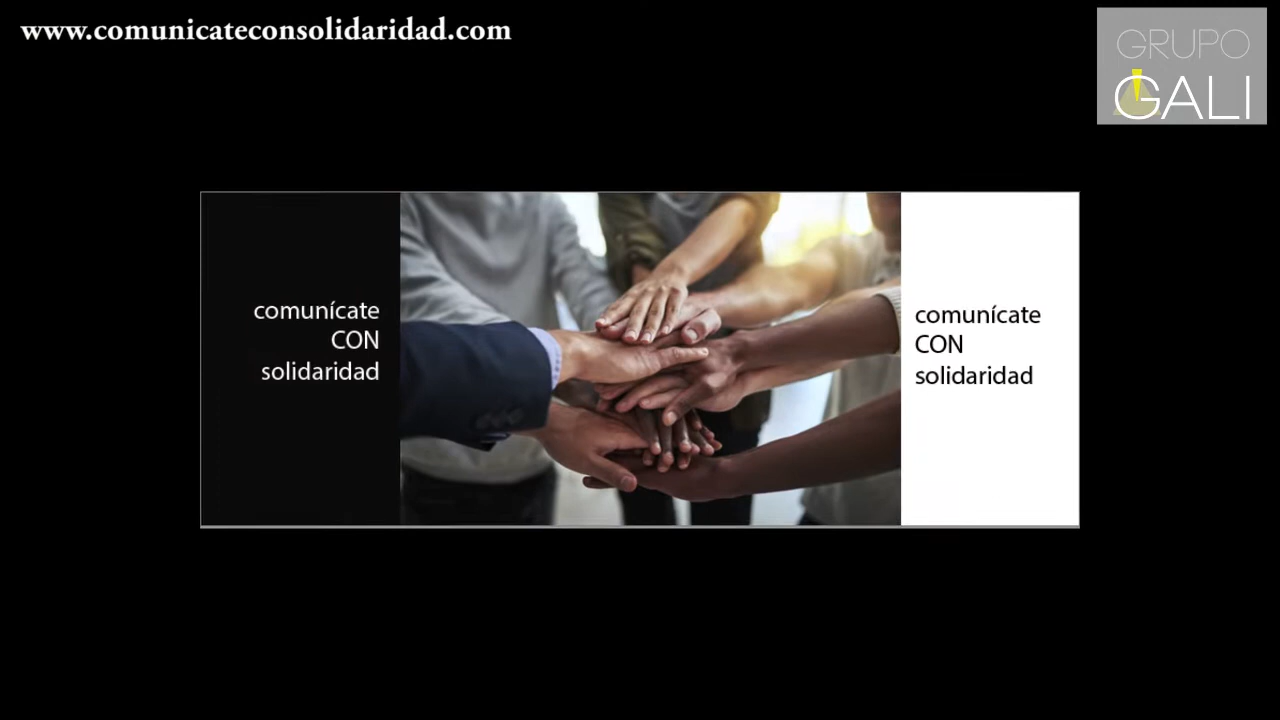 www.comunicateconsolidaridad.com
GRUPO
GALI
comunícate
CON
solidaridad
comunícate
CON
solidaridad